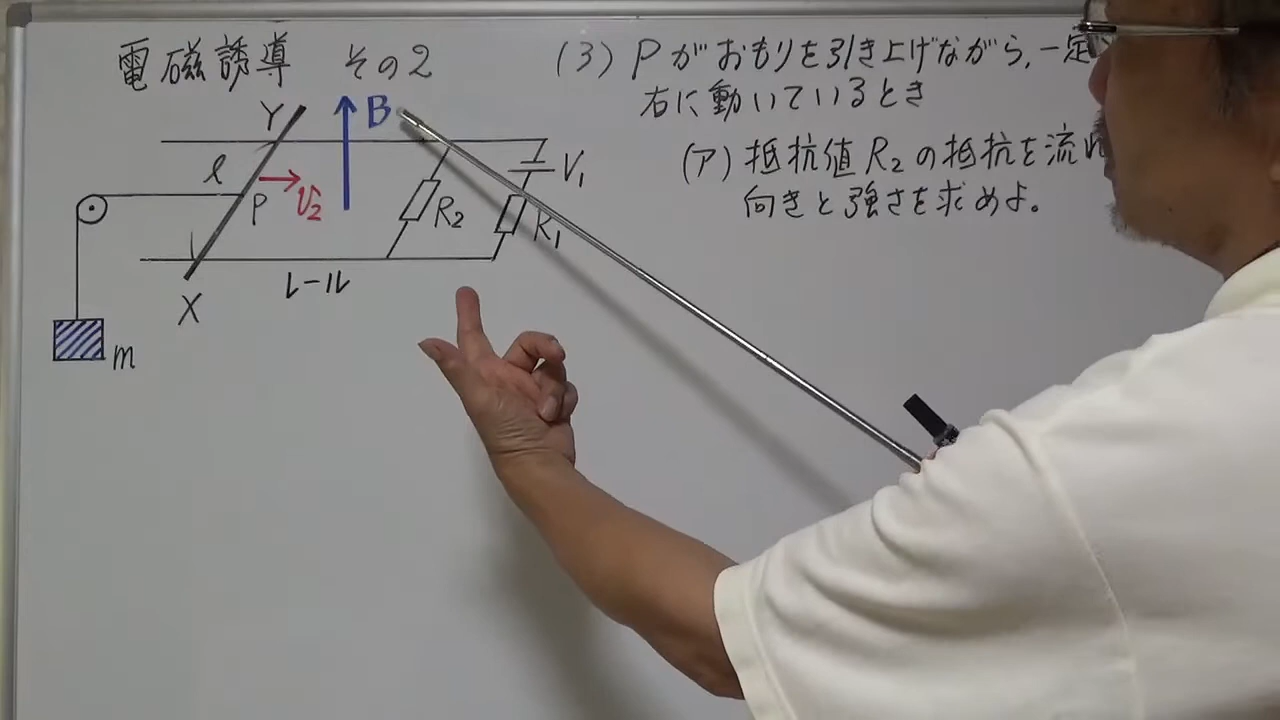 電磁誘導 その2
Y
B
l
P
v₂
R₂
V₁
R₁
X
レール
m
(3) Pがおもりを引き上げながら,一定
右に動いているとき
(ア) 抵抗値R₂の抵抗を流れ
向きと強さを求めよ。